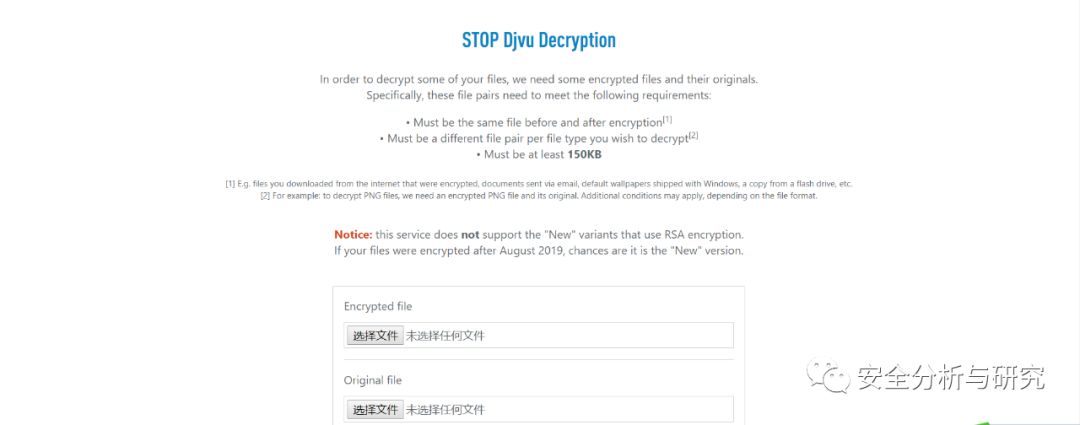 STOP Djvu Decryption
In order to decrypt some of your files, we need some encrypted files and their originals.
Specifically, these file pairs need to meet the following requirements:
• Must be the same file before and after encryption[1]
• Must be a different file pair per file type you wish to decrypt[2]
• Must be at least 150KB
[1] E.g. files you downloaded from the internet that were encrypted, documents sent via email, default wallpapers shipped with Windows, a copy from a flash drive, etc.
[2] For example: to decrypt PNG files, we need an encrypted PNG file and its original. Additional conditions may apply, depending on the file format.
Notice: this service does not support the "New" variants that use RSA encryption.
If your files were encrypted after August 2019, chances are it is the "New" version.
Encrypted file
选择文件 未选择任何文件
Original file
选择文件 未选择任何文件
安全分析与研究